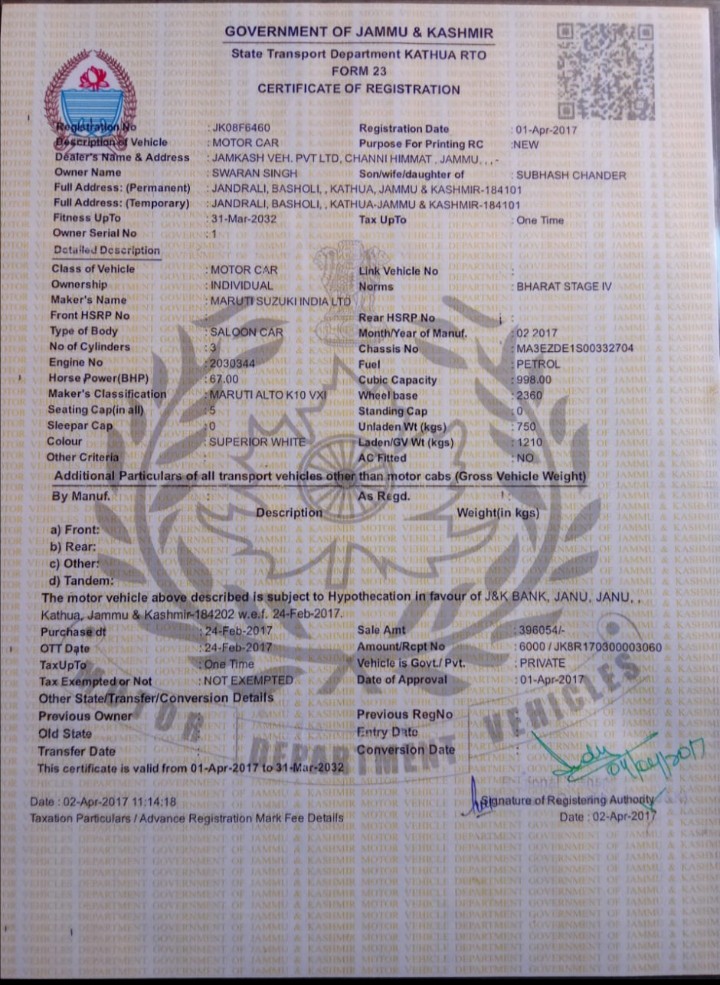 GOVERNMENT OF JAMMU & KASHMIR
State Transport Department KATHUA RTO
FORM 23
CERTIFICATE OF REGISTRATION
Registration No : JK08F6460 Registration Date : 01-Apr-2017
Description of Vehicle : MOTOR CAR Purpose For Printing RC :NEW
Dealer's Name & Address : JAMKASH VEH. PVT LTD, CHANNI HIMMAT , JAMMU, , ,-
Owner Name : SWARAN SINGH Son/wife/daughter of : SUBHASH CHANDER
Full Address: (Permanent) : JANDRALI, BASHOLI, , KATHUA, JAMMU & KASHMIR-184101
Full Address: (Temporary) : JANDRALI, BASHOLI, , KATHUA-JAMMU & KASHMIR-184101
Fitness UpTo : 31-Mar-2032 Tax UpTo : One Time
Owner Serial No : 1
Detailed Description
Class of Vehicle : MOTOR CAR Link Vehicle No :
Ownership : INDIVIDUAL Norms : BHARAT STAGE IV
Maker's Name : MARUTI SUZUKI INDIA LTD
Front HSRP No : Rear HSRP No :
Type of Body : SALOON CAR Month/Year of Manuf. : 02 2017
No of Cylinders : 3 Chassis No : MA3EZDE1S00332704
Engine No : 2030344 Fuel : PETROL
Horse Power(BHP) : 67.00 Cubic Capacity : 998.00
Maker's Classification : MARUTI ALTO K10 VXI Wheel base : 2360
Seating Cap(in all) : 5 Standing Cap : 0
Sleepar Cap : 0 Unladen Wt (kgs) : 750
Colour : SUPERIOR WHITE Laden/GV Wt (kgs) : 1210
Other Criteria : AC Fitted : NO
Additional Particulars of all transport vehicles other than motor cabs (Gross Vehicle Weight)
By Manuf. : As Regd. :
Description Weight(in kgs)
a) Front:
b) Rear:
c) Other:
d) Tandem:
The motor vehicle above described is subject to Hypothecation in favour of J&K BANK, JANU, JANU, ,
Kathua, Jammu & Kashmir-184202 w.e.f. 24-Feb-2017.
Purchase dt : 24-Feb-2017 Sale Amt : 396054/-
OTT Date : 24-Feb-2017 Amount/Rcpt No : 6000 / JK8R170300003060
TaxUpTo : One Time Vehicle is Govt./ Pvt. : PRIVATE
Tax Exempted or Not : NOT EXEMPTED Date of Approval : 01-Apr-2017
Other State/Transfer/Conversion Details
Previous Owner : Previous RegNo :
Old State : Entry Date :
Transfer Date : Conversion Date :
MOTOR VEHICLES DEPARTMENT
This certificate is valid from 01-Apr-2017 to 31-Mar-2032
Date : 02-Apr-2017 11:14:18 Signature of Registering Authority
Taxation Particulars / Advance Registration Mark Fee Details Date : 02-Apr-2017